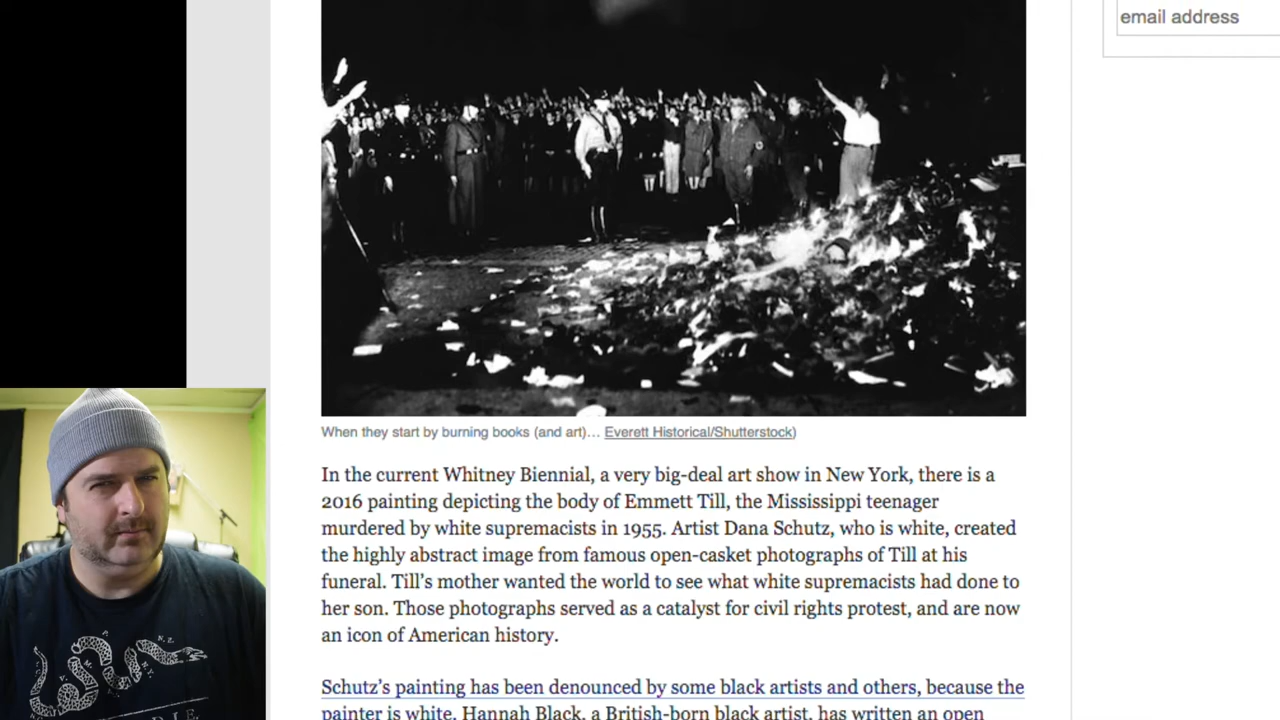 email address
When they start by burning books (and art)… Everett Historical/Shutterstock)
In the current Whitney Biennial, a very big-deal art show in New York, there is a
2016 painting depicting the body of Emmett Till, the Mississippi teenager
murdered by white supremacists in 1955. Artist Dana Schutz, who is white, created
the highly abstract image from famous open-casket photographs of Till at his
funeral. Till’s mother wanted the world to see what white supremacists had done to
her son. Those photographs served as a catalyst for civil rights protest, and are now
an icon of American history.
Schutz’s painting has been denounced by some black artists and others, because the
painter is white. Hannah Black, a British-born black artist, has written an open